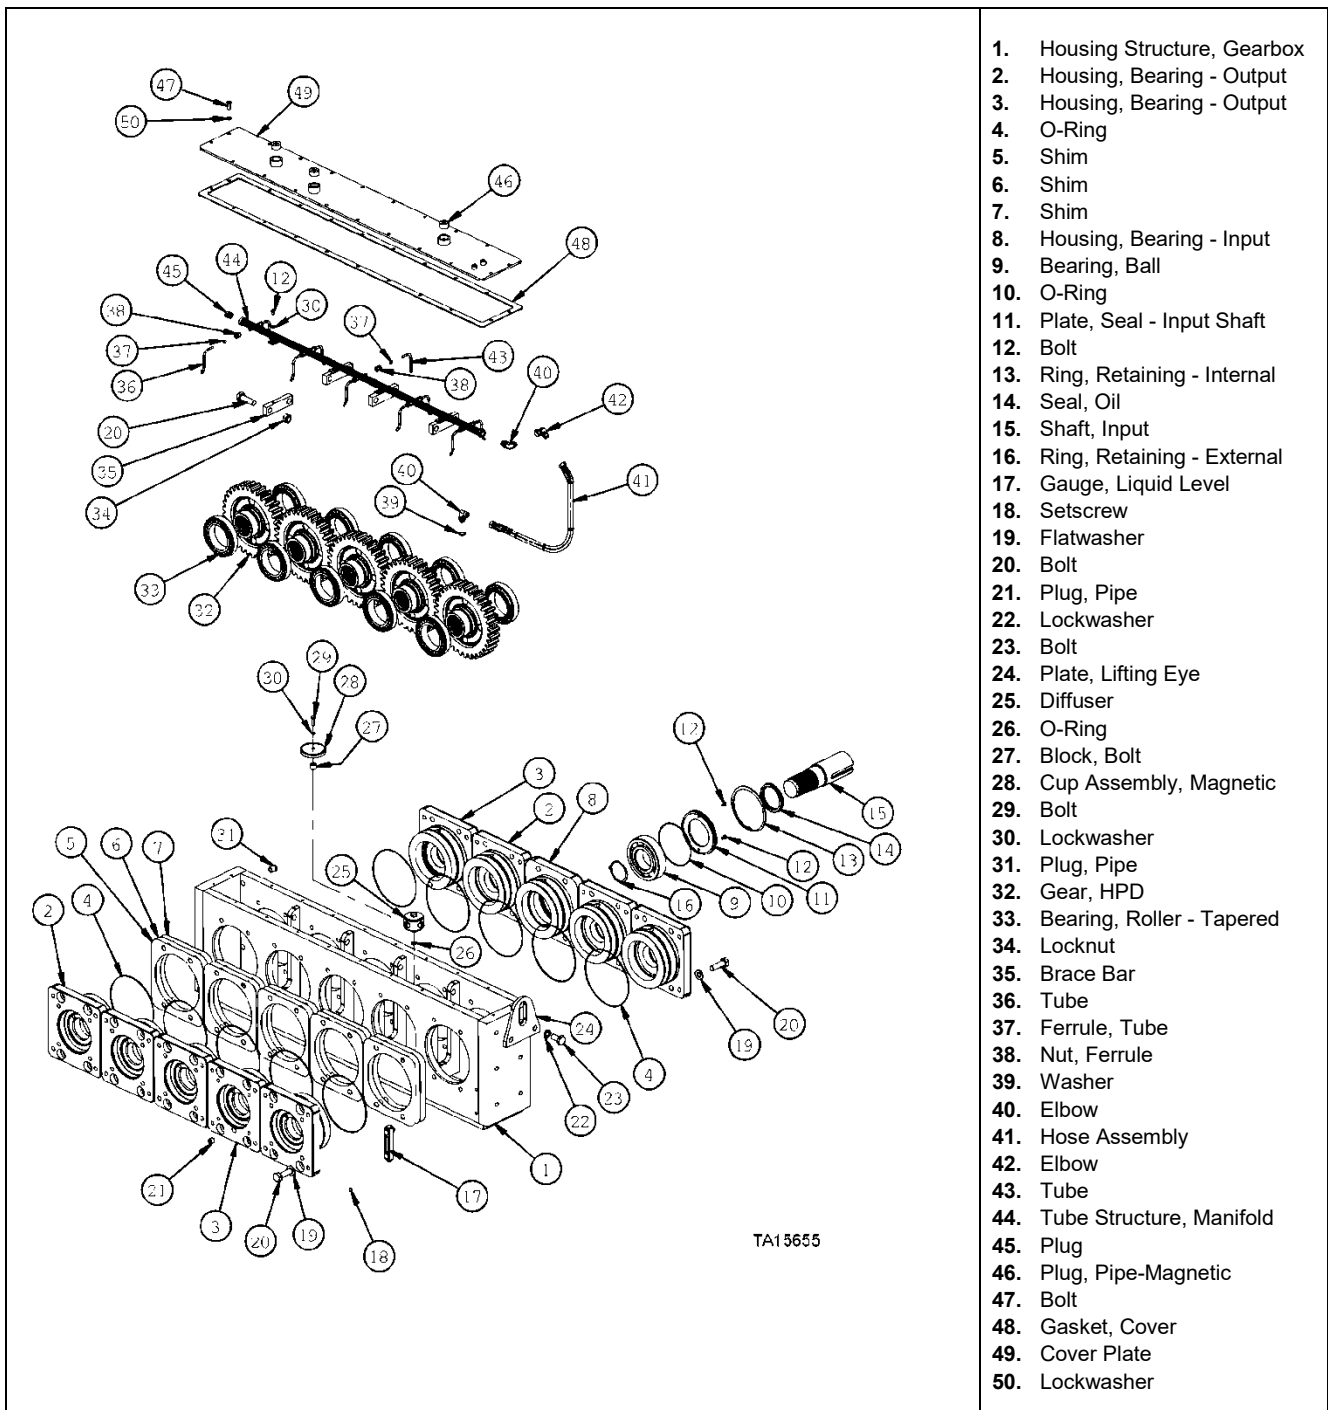 47
49
50
46
48
44
12
45
30
38
37
37
43
36
38
40
42
20
35
40
41
34
39
33
32
29
30
28
27
12
3
2
8
15
5
6
7
31
25
12
13
14
2
4
16
9
10
11
26
24
20
19
4
23
22
1
21
17
3
20
19
18
TA15655
1. Housing Structure, Gearbox
2. Housing, Bearing - Output
3. Housing, Bearing - Output
4. O-Ring
5. Shim
6. Shim
7. Shim
8. Housing, Bearing - Input
9. Bearing, Ball
10. O-Ring
11. Plate, Seal - Input Shaft
12. Bolt
13. Ring, Retaining - Internal
14. Seal, Oil
15. Shaft, Input
16. Ring, Retaining - External
17. Gauge, Liquid Level
18. Setscrew
19. Flatwasher
20. Bolt
21. Plug, Pipe
22. Lockwasher
23. Bolt
24. Plate, Lifting Eye
25. Diffuser
26. O-Ring
27. Block, Bolt
28. Cup Assembly, Magnetic
29. Bolt
30. Lockwasher
31. Plug, Pipe
32. Gear, HPD
33. Bearing, Roller - Tapered
34. Locknut
35. Brace Bar
36. Tube
37. Ferrule, Tube
38. Nut, Ferrule
39. Washer
40. Elbow
41. Hose Assembly
42. Elbow
43. Tube
44. Tube Structure, Manifold
45. Plug
46. Plug, Pipe-Magnetic
47. Bolt
48. Gasket, Cover
49. Cover Plate
50. Lockwasher